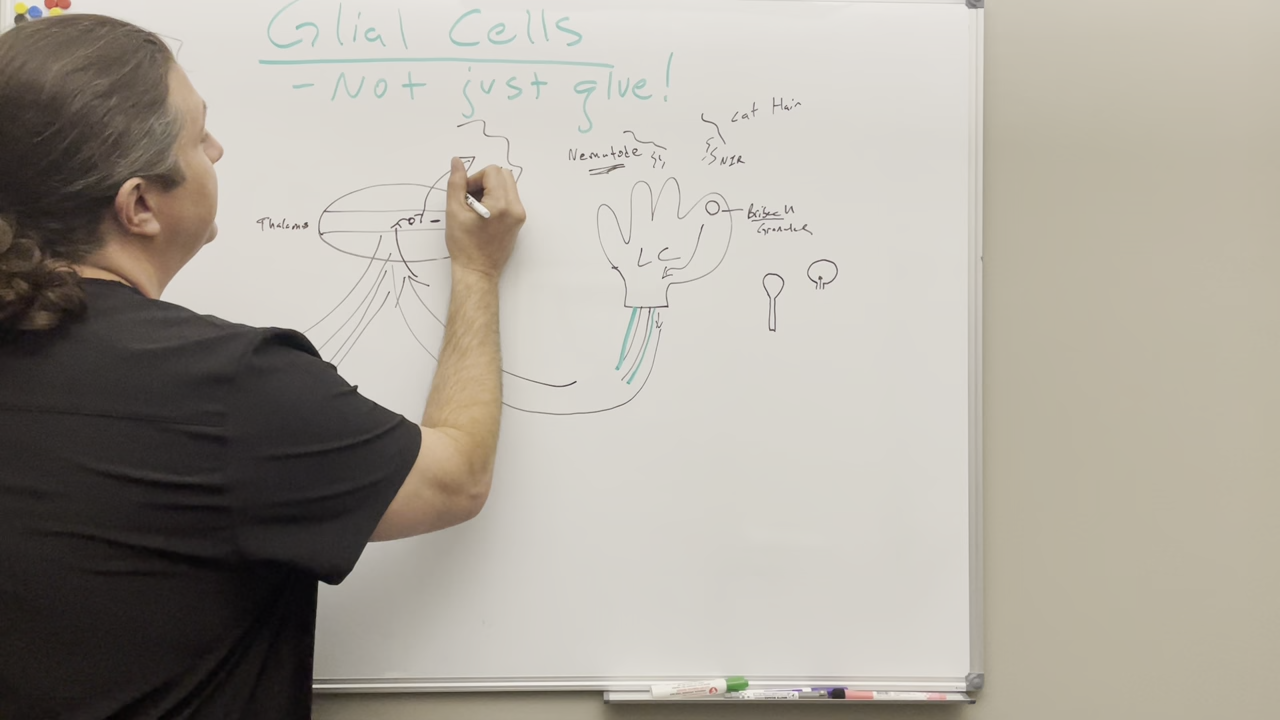 Glial Cells
- Not just glue!
Cat Hair
Nematode
NIR
Thalamus
LC